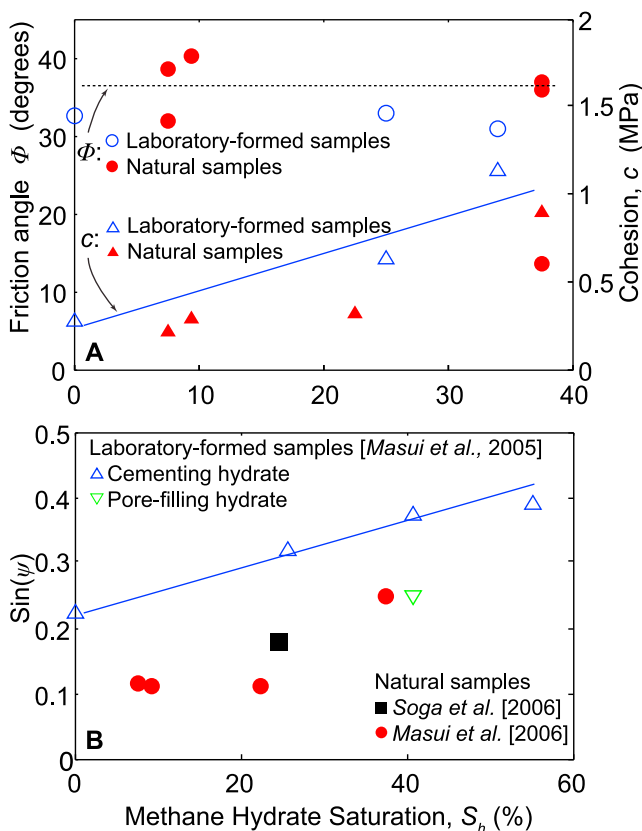 40
30
20
10
0
Friction angle Φ (degrees)
2
1.5
1
0.5
0
Cohesion, c (MPa)
Φ:
Laboratory-formed samples
Natural samples
c:
Laboratory-formed samples
Natural samples
A
0 10 20 30 40
0.5
0.4
0.3
0.2
0.1
0
Sin(ψ)
Laboratory-formed samples [Masui et al., 2005]
Cementing hydrate
Pore-filling hydrate
Natural samples
Soga et al. [2006]
Masui et al. [2006]
B
0 20 40 60
Methane Hydrate Saturation, Sh (%)